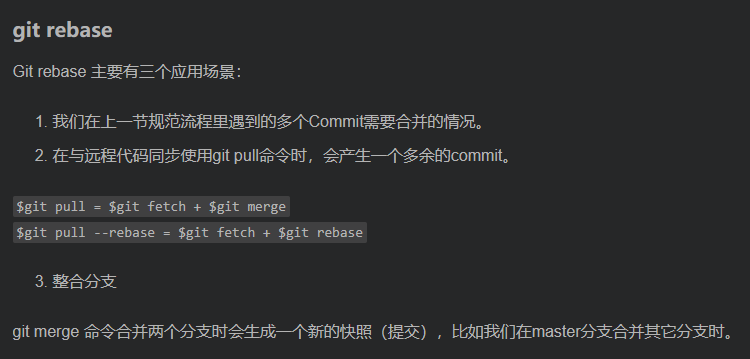 git rebase
Git rebase 主要有三个应用场景：
1. 我们在上一节规范流程里遇到的多个Commit需要合并的情况。
2. 在与远程代码同步使用git pull命令时，会产生一个多余的commit。
$git pull = $git fetch + $git merge
$git pull --rebase = $git fetch + $git rebase
3. 整合分支
git merge 命令合并两个分支时会生成一个新的快照（提交），比如我们在master分支合并其它分支时。